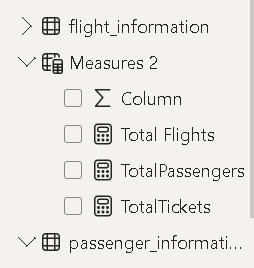 flight_information
Measures 2
Column
Total Flights
TotalPassengers
TotalTickets
passenger_informati...